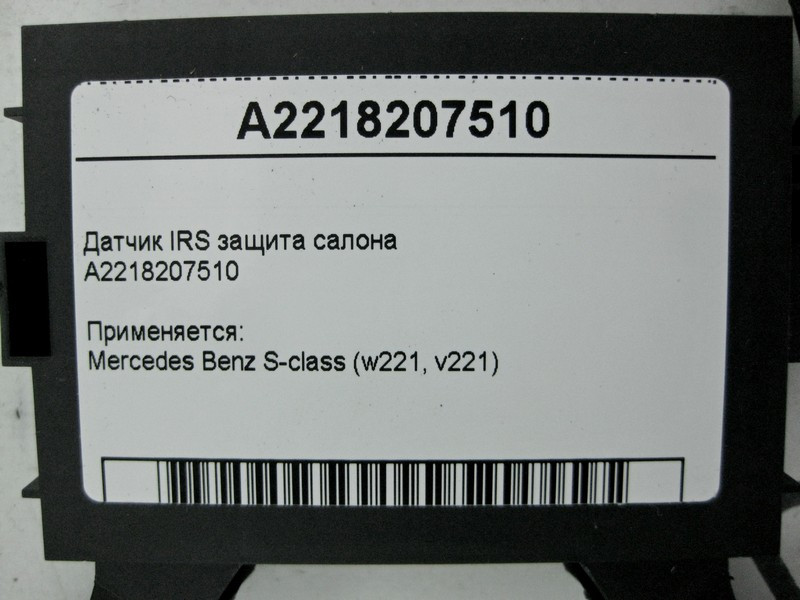 A2218207510
Датчик IRS защита салона
A2218207510
Применяется:
Mercedes Benz S-class (w221, v221)